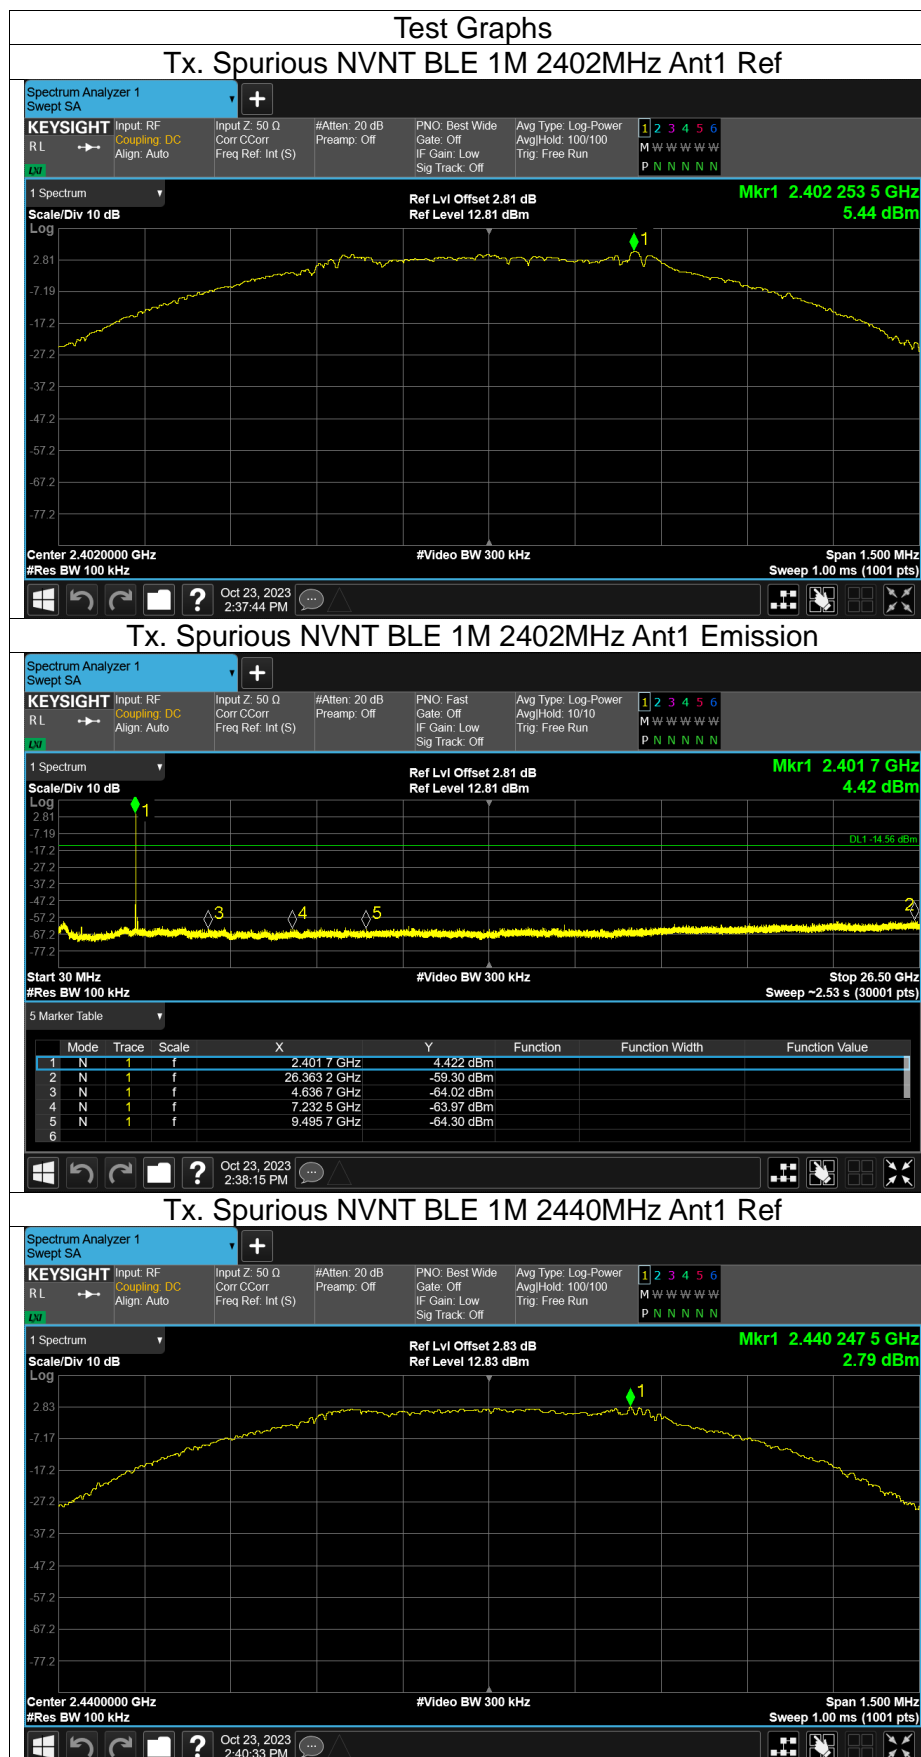 Test Graphs
Tx. Spurious NVNT BLE 1M 2402MHz Ant1 Ref
Spectrum Analyzer 1
Swept SA
KEYSIGHT Input: RF Input Z: 50 Ω #Atten: 20 dB PNO: Best Wide Avg Type: Log-Power 1 2 3 4 5 6
RL Coupling: DC Corr CCorr Preamp: Off Gate: Off Avg|Hold: 100/100 M W W W W W
Align: Auto Freq Ref: Int (S) IF Gain: Low Trig: Free Run
LXI Sig Track: Off P N N N N N
1 Spectrum Ref Lvl Offset 2.81 dB Mkr1 2.402 253 5 GHz
Scale/Div 10 dB Ref Level 12.81 dBm 5.44 dBm
Log
1
2.81
-7.19
-17.2
-27.2
-37.2
-47.2
-57.2
-67.2
-77.2
Center 2.4020000 GHz #Video BW 300 kHz Span 1.500 MHz
#Res BW 100 kHz Sweep 1.00 ms (1001 pts)
? Oct 23, 2023
2:37:44 PM
Tx. Spurious NVNT BLE 1M 2402MHz Ant1 Emission
Spectrum Analyzer 1
Swept SA
KEYSIGHT Input: RF Input Z: 50 Ω #Atten: 20 dB PNO: Fast Avg Type: Log-Power 1 2 3 4 5 6
RL Coupling: DC Corr CCorr Preamp: Off Gate: Off Avg|Hold: 10/10 M W W W W W
Align: Auto Freq Ref: Int (S) IF Gain: Low Trig: Free Run
LXI Sig Track: Off P N N N N N
1 Spectrum Ref Lvl Offset 2.81 dB Mkr1 2.401 7 GHz
Scale/Div 10 dB Ref Level 12.81 dBm 4.42 dBm
Log
1
2.81
-7.19
DL1 -14.56 dBm
-17.2
-27.2
-37.2
-47.2
2
-57.2 3 4 5
-67.2
-77.2
Start 30 MHz #Video BW 300 kHz Stop 26.50 GHz
#Res BW 100 kHz Sweep ~2.53 s (30001 pts)
5 Marker Table
Mode Trace Scale X Y Function Function Width Function Value
1 N 1 f 2.401 7 GHz 4.422 dBm
2 N 1 f 26.363 2 GHz -59.30 dBm
3 N 1 f 4.636 7 GHz -64.02 dBm
4 N 1 f 7.232 5 GHz -63.97 dBm
5 N 1 f 9.495 7 GHz -64.30 dBm
6
? Oct 23, 2023
2:38:15 PM
Tx. Spurious NVNT BLE 1M 2440MHz Ant1 Ref
Spectrum Analyzer 1
Swept SA
KEYSIGHT Input: RF Input Z: 50 Ω #Atten: 20 dB PNO: Best Wide Avg Type: Log-Power 1 2 3 4 5 6
RL Coupling: DC Corr CCorr Preamp: Off Gate: Off Avg|Hold: 100/100 M W W W W W
Align: Auto Freq Ref: Int (S) IF Gain: Low Trig: Free Run
LXI Sig Track: Off P N N N N N
1 Spectrum Ref Lvl Offset 2.83 dB Mkr1 2.440 247 5 GHz
Scale/Div 10 dB Ref Level 12.83 dBm 2.79 dBm
Log
1
2.83
-7.17
-17.2
-27.2
-37.2
-47.2
-57.2
-67.2
-77.2
Center 2.4400000 GHz #Video BW 300 kHz Span 1.500 MHz
#Res BW 100 kHz Sweep 1.00 ms (1001 pts)
? Oct 23, 2023
2:40:33 PM